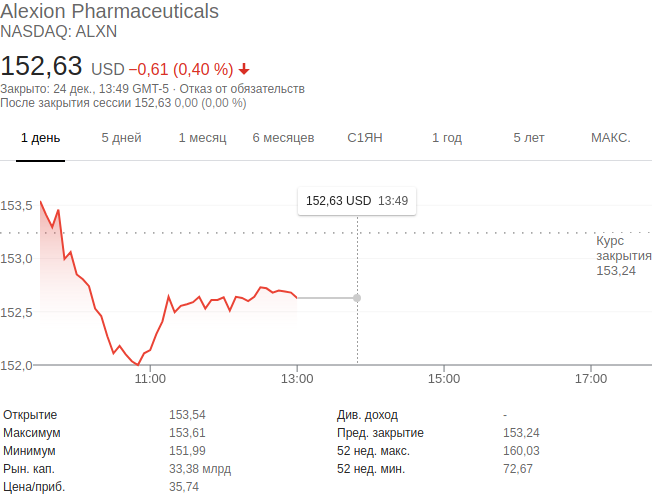 Alexion Pharmaceuticals
NASDAQ: ALXN
152,63 USD −0,61 (0,40 %)
Закрыто: 24 дек., 13:49 GMT-5 · Отказ от обязательств
После закрытия сессии 152,63 0,00 (0,00 %)
1 день 5 дней 1 месяц 6 месяцев С1ЯН 1 год 5 лет МАКС.
152,63 USD 13:49
153,5
Курс
закрытия
153,24
153,0
152,5
152,0
11:00 13:00 15:00 17:00
Открытие 153,54 Див. доход -
Максимум 153,61 Пред. закрытие 153,24
Минимум 151,99 52 нед. макс. 160,03
Рын. кап. 33,38 млрд 52 нед. мин. 72,67
Цена/приб. 35,74